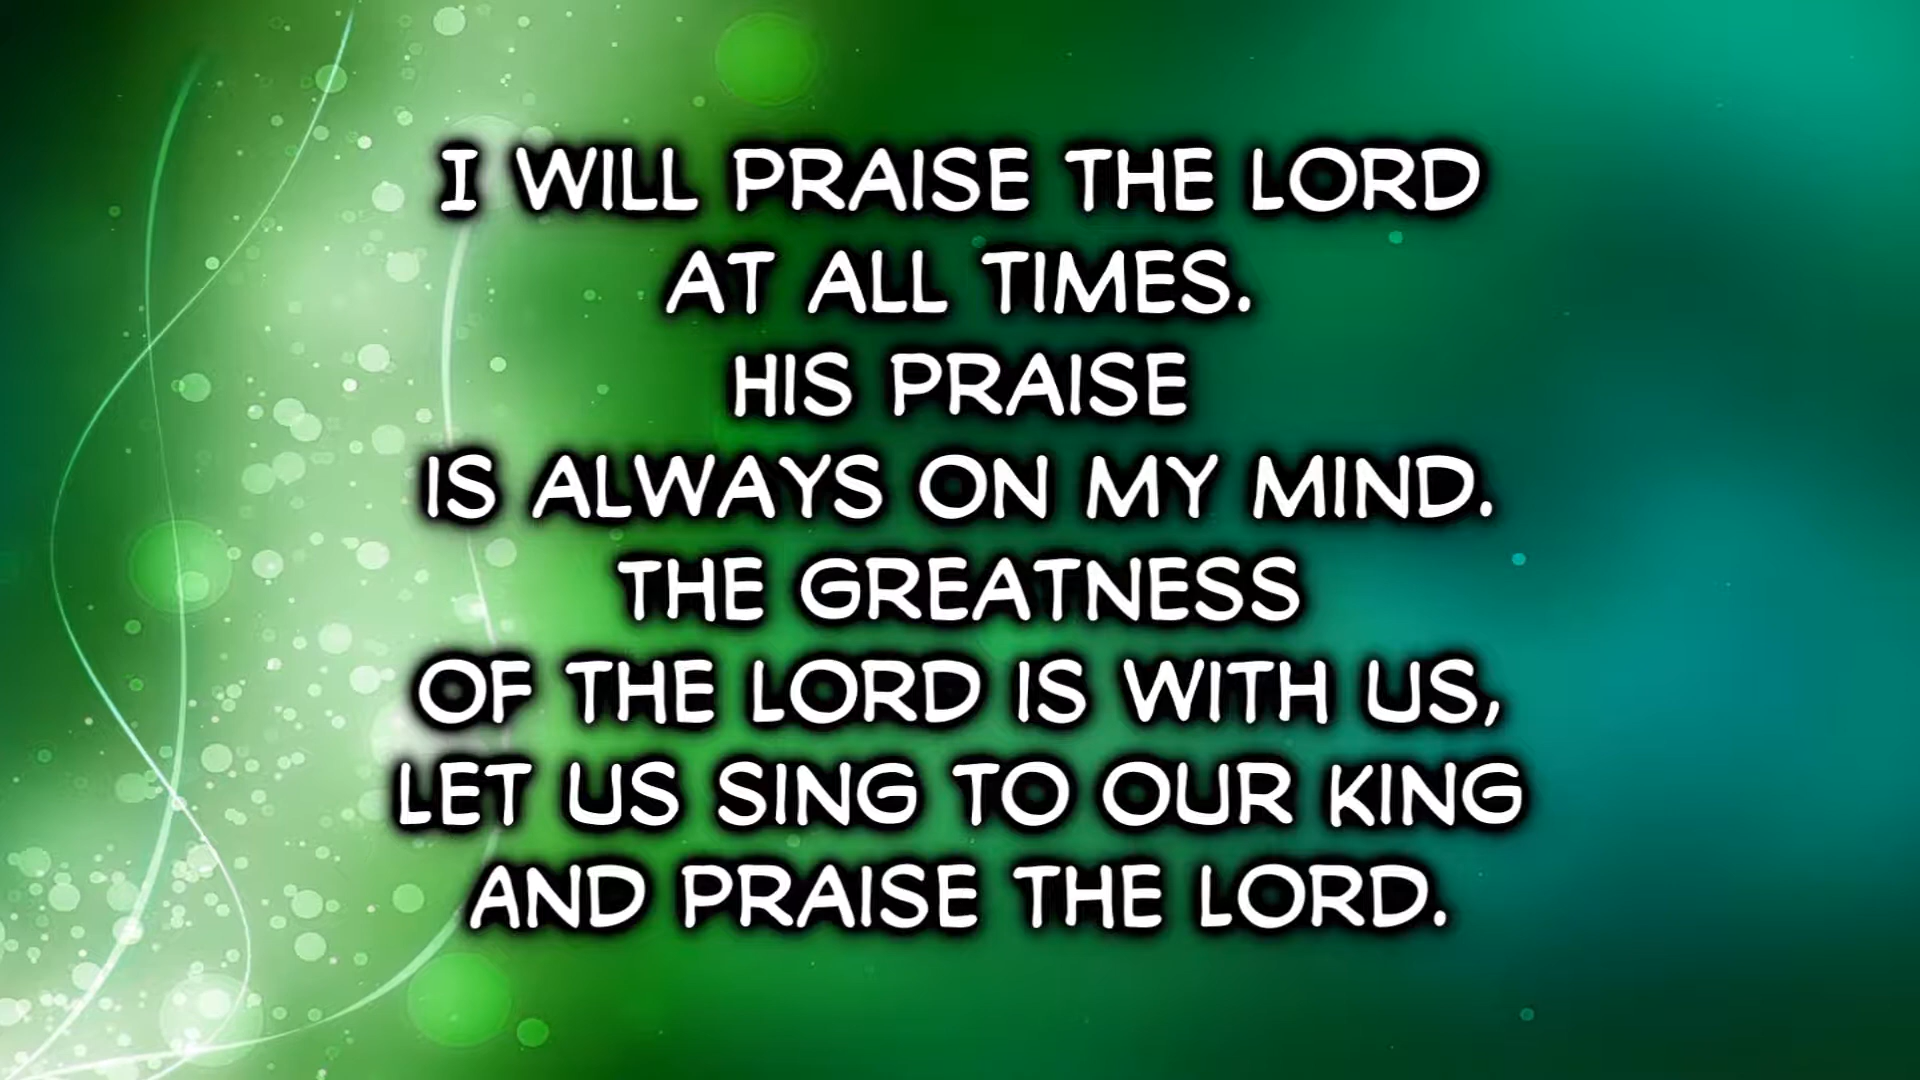 I WILL PRAISE THE LORD
AT ALL TIMES.
HIS PRAISE
IS ALWAYS ON MY MIND.
THE GREATNESS
OF THE LORD IS WITH US,
LET US SING TO OUR KING
AND PRAISE THE LORD.